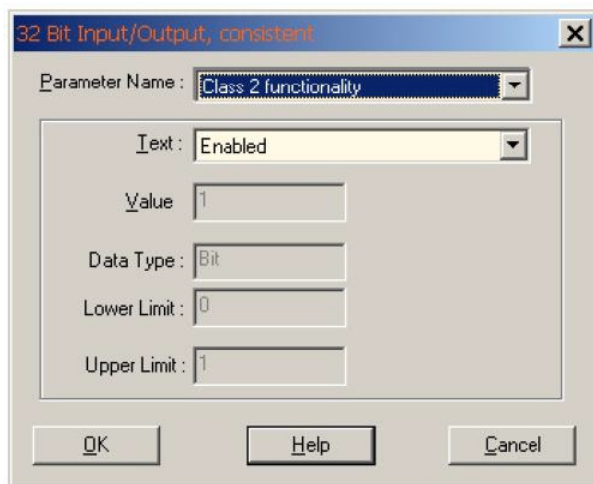 32 Bit Input/Output, consistent
Parameter Name : Class 2 functionality
Text : Enabled
Value 1
Data Type : Bit
Lower Limit : 0
Upper Limit : 1
OK Help Cancel